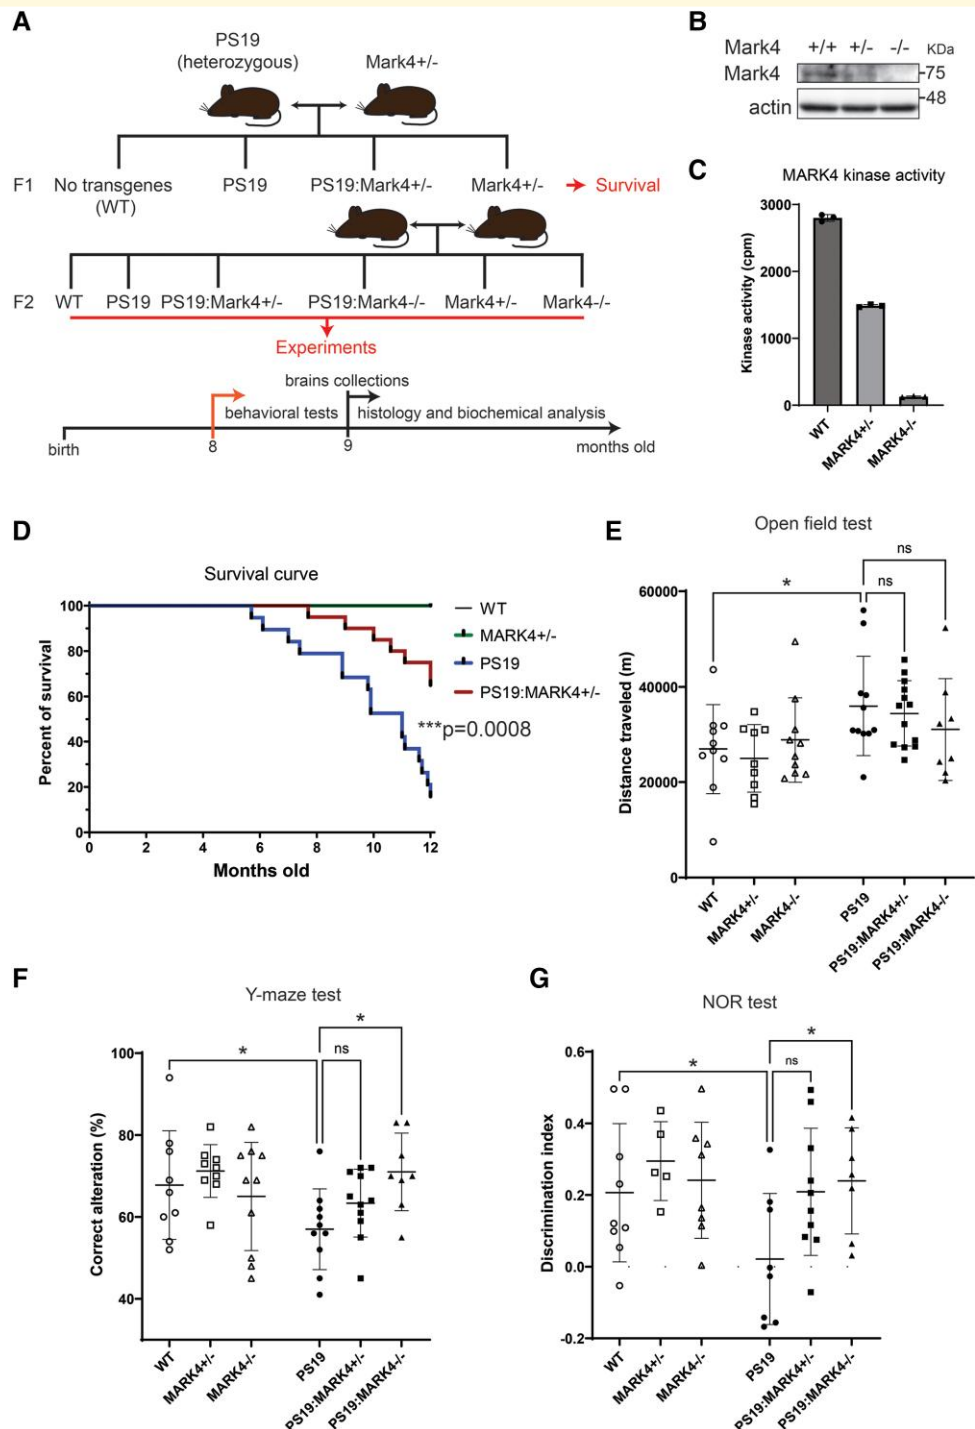 A
PS19
(heterozygous)
Mark4+/-
F1
No transgenes
(WT)
PS19
PS19:Mark4+/-
Mark4+/-
Survival
F2
WT
PS19
PS19:Mark4+/-
PS19:Mark4-/-
Mark4+/-
Mark4-/-
Experiments
brains collections
behavioral tests
histology and biochemical analysis
birth
8
9
months old
B
Mark4 +/+ +/- -/- KDa
Mark4 -75
actin -48
C
MARK4 kinase activity
Kinase activity (cpm)
3000
2000
1000
0
WT
MARK4+/-
MARK4-/-
D
Survival curve
Percent of survival
100
80
60
40
20
0
0 2 4 6 8 10 12
Months old
WT
MARK4+/-
PS19
PS19:MARK4+/-
***p=0.0008
E
Open field test
ns
* ns
Distance traveled (m)
60000
40000
20000
0
WT
MARK4+/-
MARK4-/-
PS19
PS19:MARK4+/-
PS19:MARK4-/-
F
Y-maze test
*
* ns
Correct alteration (%)
100
80
60
40
WT
MARK4+/-
MARK4-/-
PS19
PS19:MARK4+/-
PS19:MARK4-/-
G
NOR test
*
* ns
Discrimination index
0.6
0.4
0.2
0.0
-0.2
WT
MARK4+/-
MARK4-/-
PS19
PS19:MARK4+/-
PS19:MARK4-/-